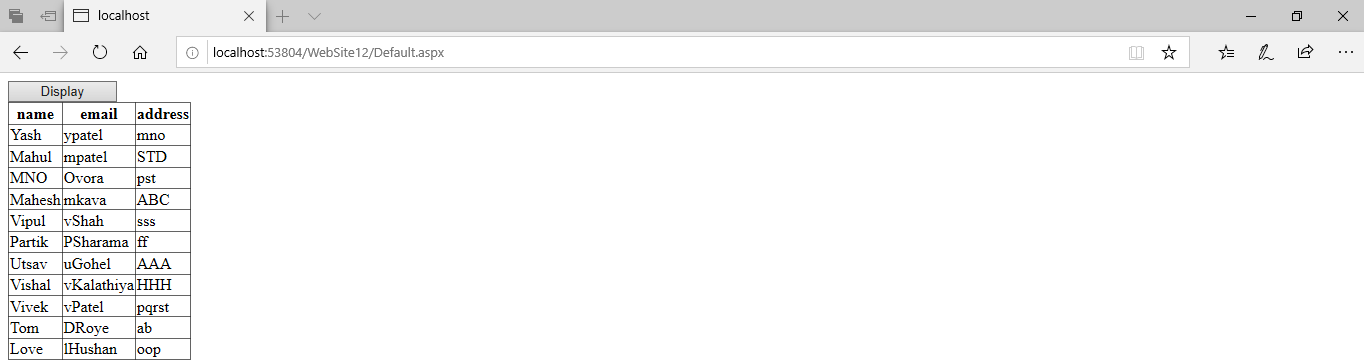 localhost
localhost:53804/WebSite12/Default.aspx
Display
name email address
Yash ypatel mno
Mahul mpatel STD
MNO Ovora pst
Mahesh mkava ABC
Vipul vShah sss
Partik PSharama ff
Utsav uGohel AAA
Vishal vKalathiya HHH
Vivek vPatel pqrst
Tom DRoye ab
Love lHushan oop